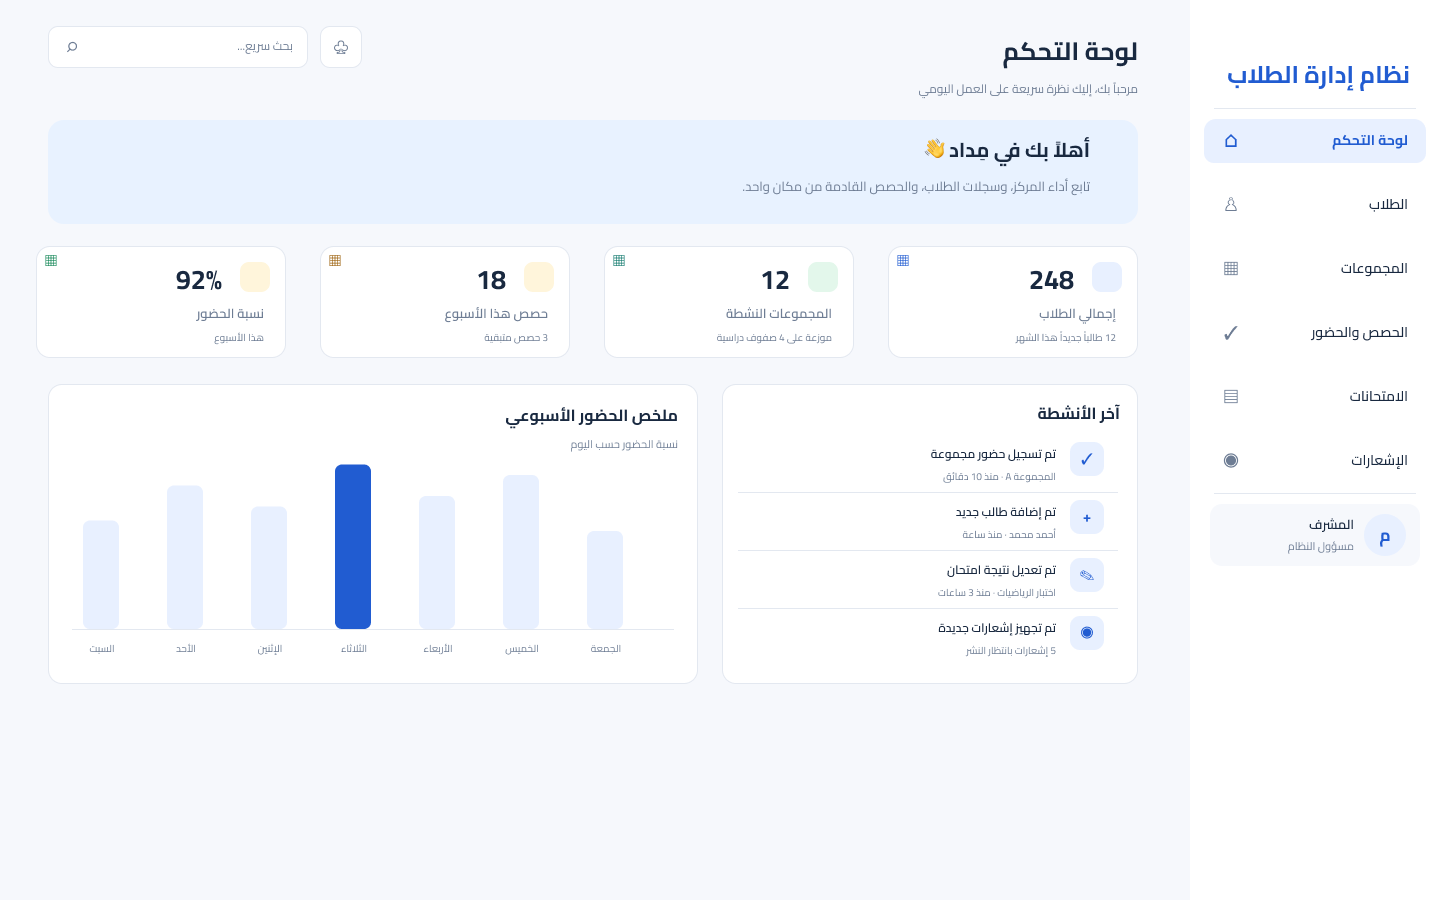 نظام إدارة الطلاب
لوحة التحكم
الطلاب
المجموعات
الحصص والحضور
الامتحانات
الإشعارات
م
المشرف
مسؤول النظام
لوحة التحكم
مرحباً بك، إليك نظرة سريعة على العمل اليومي
بحث سريع...
أهلاً بك في مِداد 👋
تابع أداء المركز، وسجلات الطلاب، والحصص القادمة من مكان واحد.
248
إجمالي الطلاب
12 طالباً جديداً هذا الشهر
12
المجموعات النشطة
موزعة على 4 صفوف دراسية
18
حصص هذا الأسبوع
3 حصص متبقية
92%
نسبة الحضور
هذا الأسبوع
آخر الأنشطة
تم تسجيل حضور مجموعة
المجموعة A · منذ 10 دقائق
تم إضافة طالب جديد
أحمد محمد · منذ ساعة
تم تعديل نتيجة امتحان
اختبار الرياضيات · منذ 3 ساعات
تم تجهيز إشعارات جديدة
5 إشعارات بانتظار النشر
ملخص الحضور الأسبوعي
نسبة الحضور حسب اليوم
الجمعة
الخميس
الأربعاء
الثلاثاء
الإثنين
الأحد
السبت